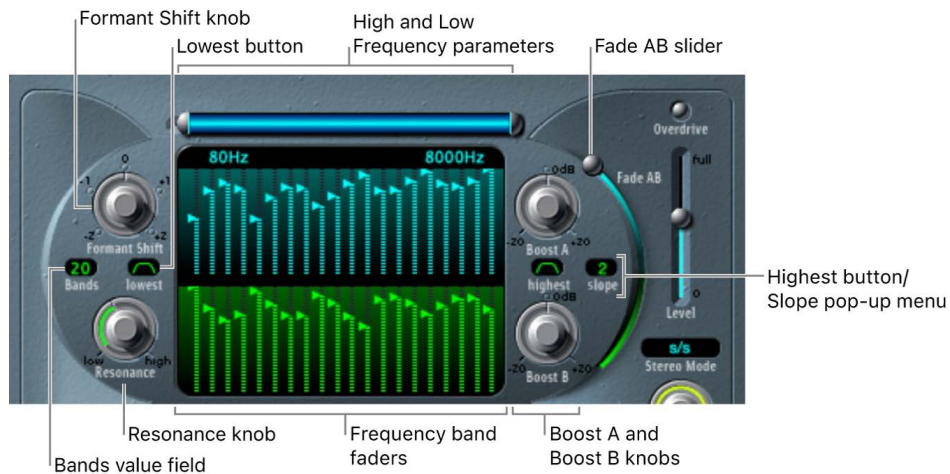 Formant Shift knob
Lowest button
High and Low
Frequency parameters
Fade AB slider
Overdrive
80Hz 8000Hz
full
0dB
Fade AB
0
-1 +1
-2 +2
Formant Shift
20
Bands
lowest
-20 +20
Boost A
highest
2
slope
0dB
0
Level
Highest button/
Slope pop-up menu
low high
Resonance
-20 +20
Boost B
s/s
Stereo Mode
Resonance knob
Bands value field
Frequency band
faders
Boost A and
Boost B knobs